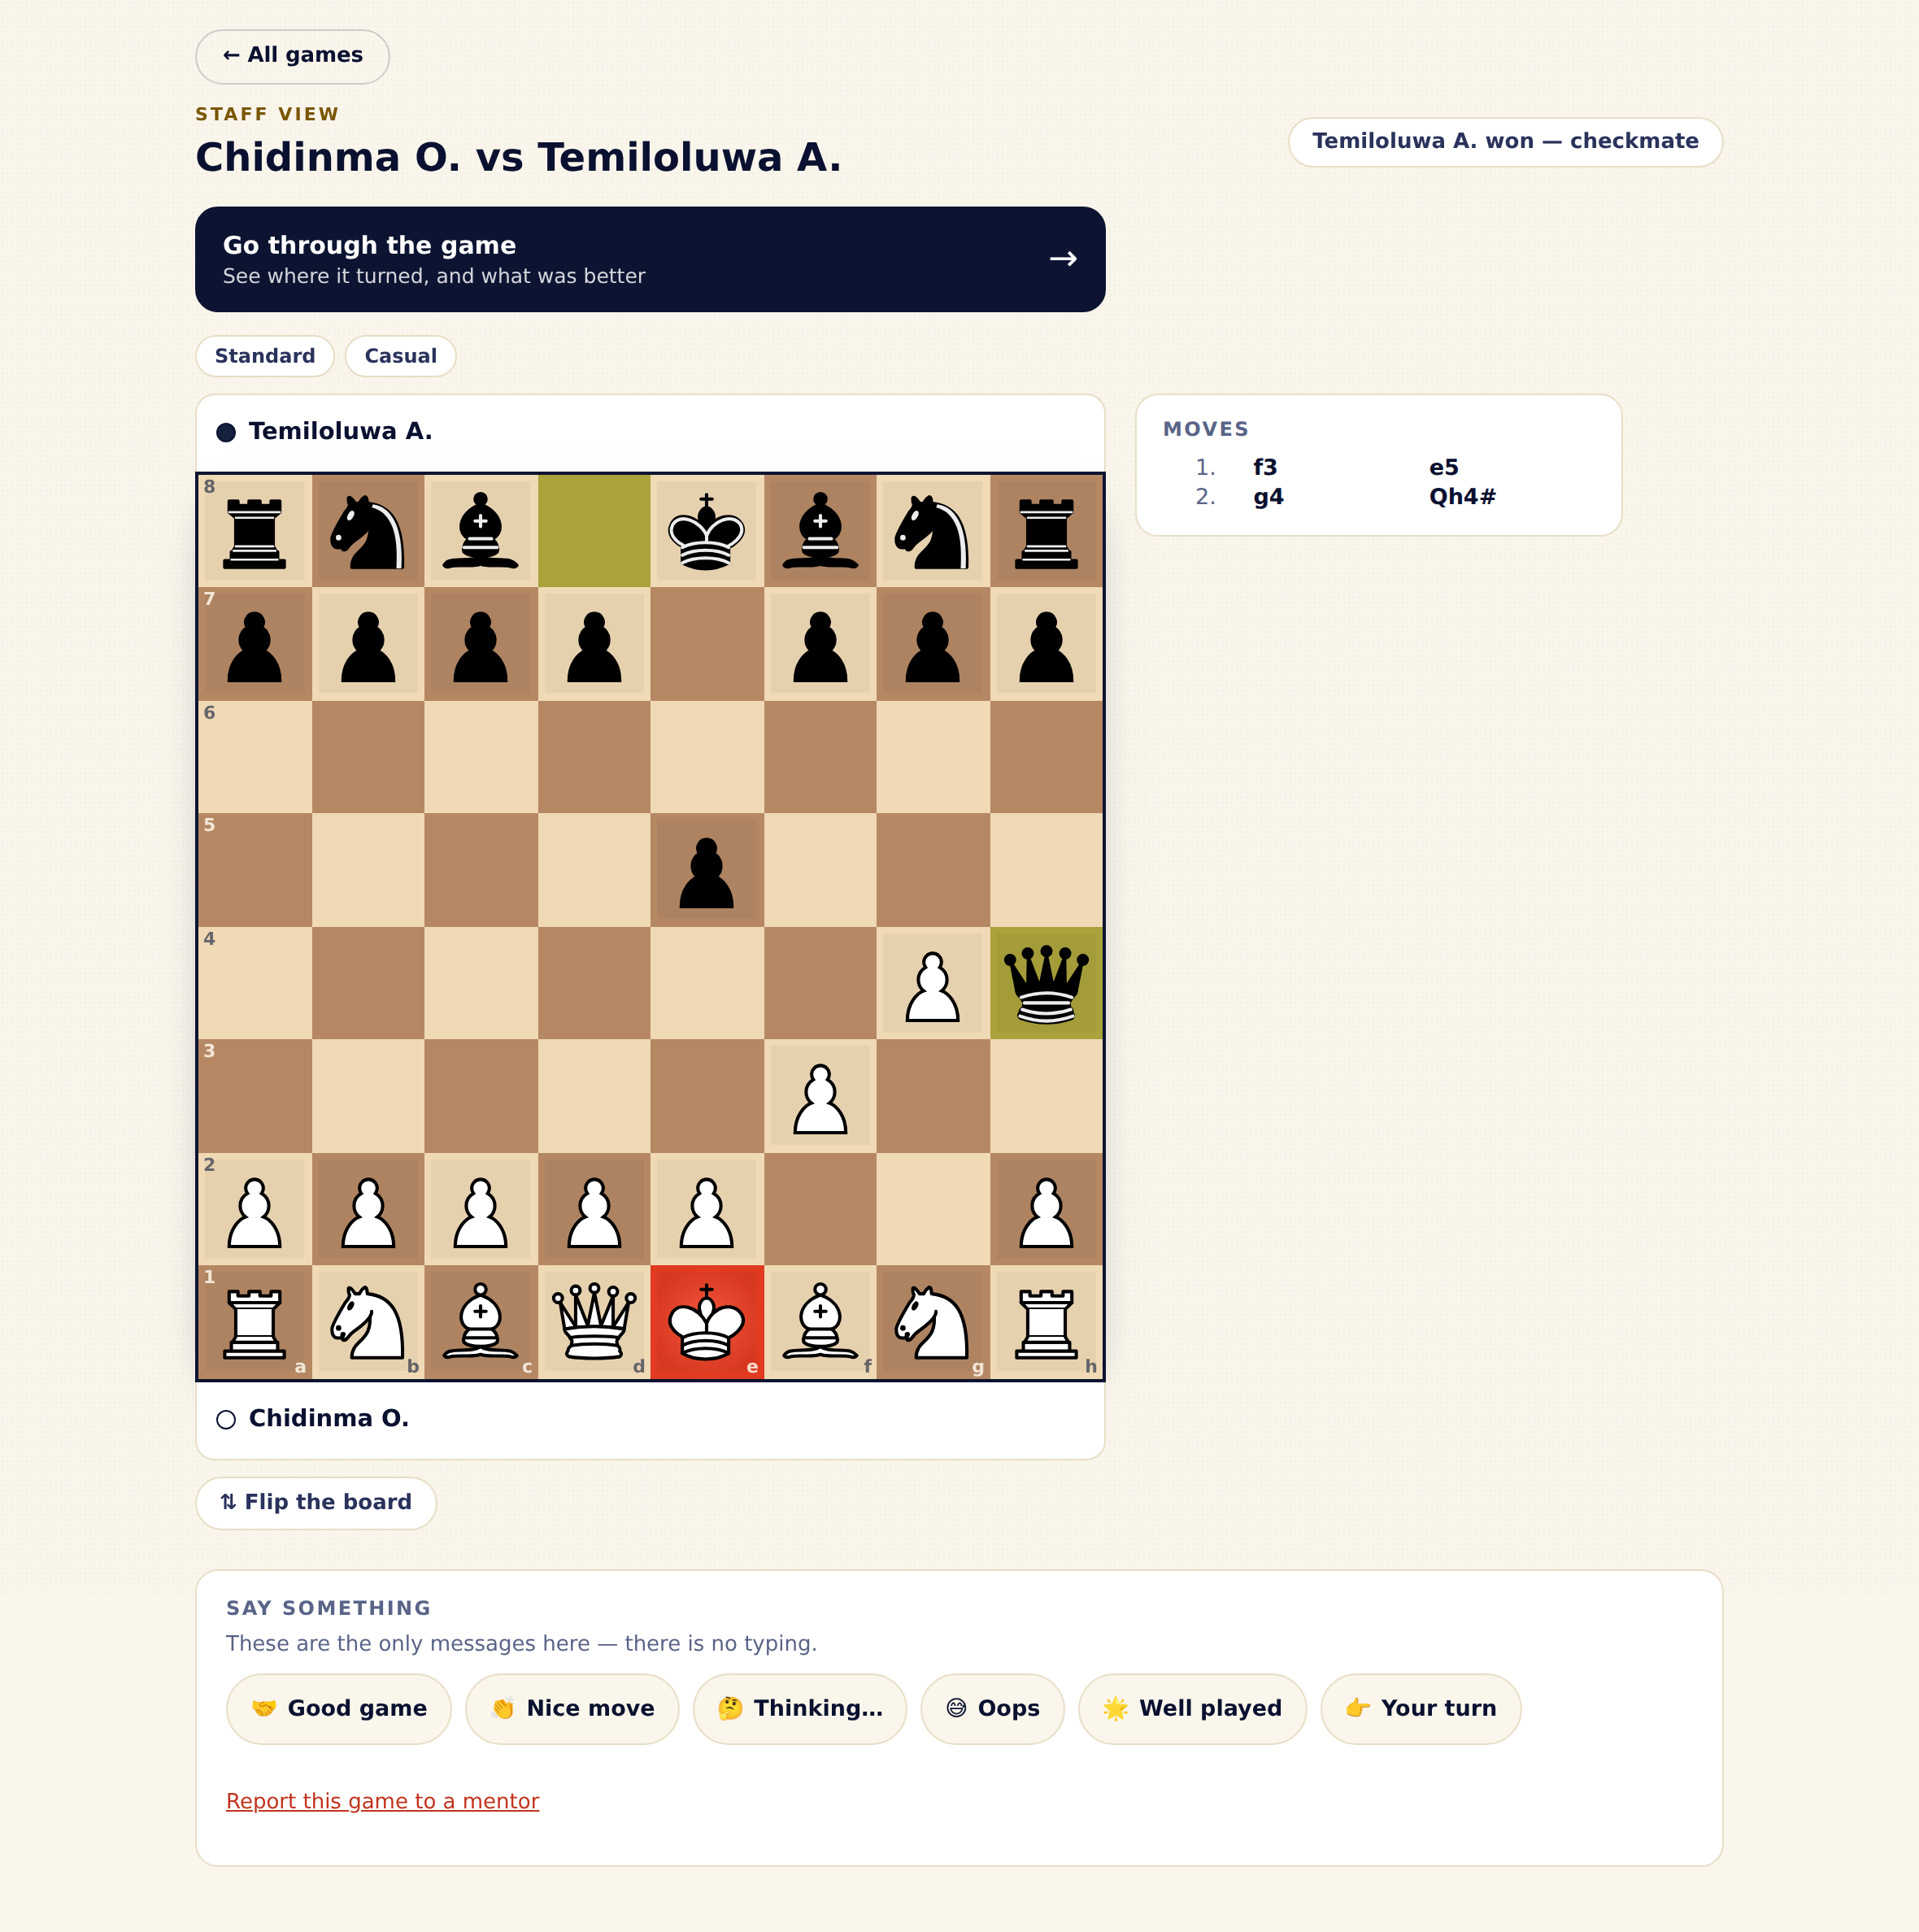 ← All games
STAFF VIEW
Chidinma O. vs Temiloluwa A.
Temiloluwa A. won — checkmate
Go through the game
See where it turned, and what was better
→
Standard
Casual
Temiloluwa A.
8
7
6
5
4
3
2
1
a b c d e f g h
Chidinma O.
⇅ Flip the board
MOVES
1. f3 e5
2. g4 Qh4#
SAY SOMETHING
These are the only messages here — there is no typing.
🤝 Good game
👏 Nice move
🤔 Thinking…
😅 Oops
🌟 Well played
👉 Your turn
Report this game to a mentor